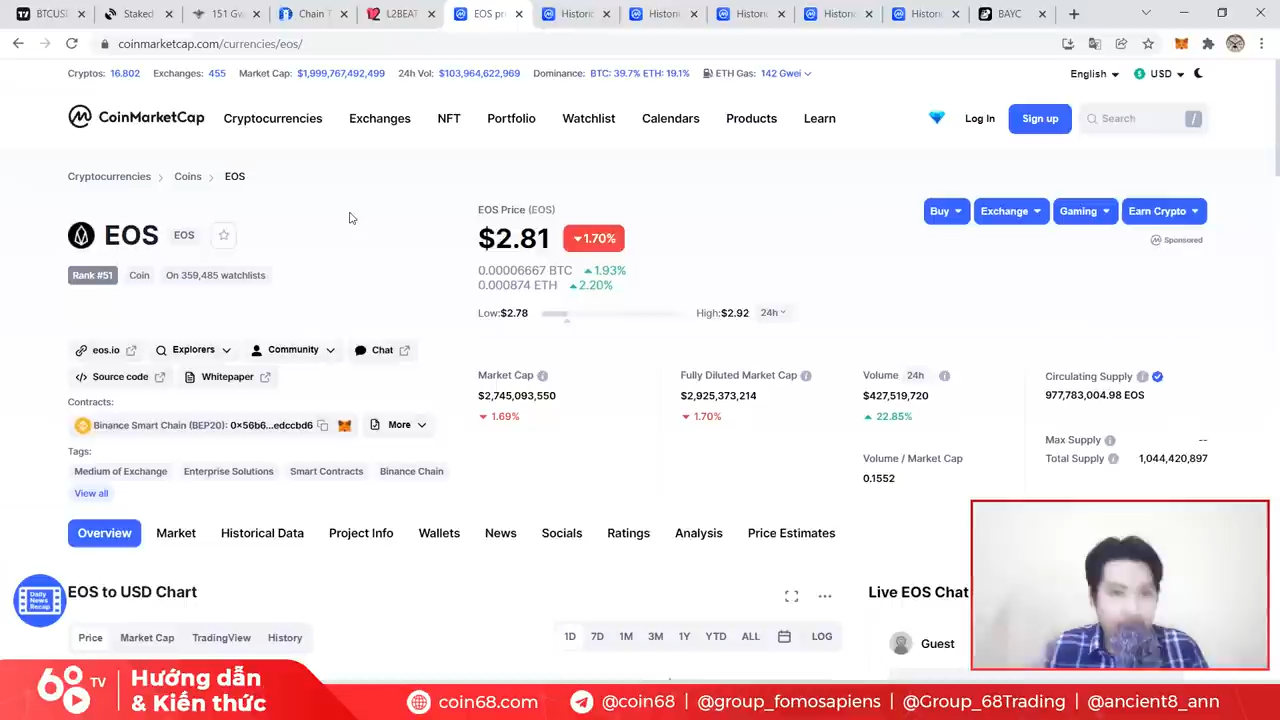 BTCUSD
Staked
151 Gw
Chain T
L2BEAT
EOS pr
Historic
Histori
Histori
Historic
Histori
BAYC
coinmarketcap.com/currencies/eos/
Cryptos: 16.802 Exchanges: 455 Market Cap: $1,999,767,492,499 24h Vol: $103,964,622,969 Dominance: BTC: 39.7% ETH: 19.1% ETH Gas: 142 Gwei
English USD
CoinMarketCap Cryptocurrencies Exchanges NFT Portfolio Watchlist Calendars Products Learn
Log In Sign up Search /
Cryptocurrencies > Coins > EOS
EOS EOS
Rank #51 Coin On 359,485 watchlists
EOS Price (EOS)
$2.81 1.70%
0.00006667 BTC 1.93%
0.000874 ETH 2.20%
Low:$2.78 High:$2.92 24h
Buy Exchange Gaming Earn Crypto
Sponsored
eos.io Explorers Community Chat
Source code Whitepaper
Contracts:
Binance Smart Chain (BEP20): 0x56b6...edccbd6 More
Tags:
Medium of Exchange Enterprise Solutions Smart Contracts Binance Chain
View all
Market Cap
$2,745,093,550
1.69%
Fully Diluted Market Cap
$2,925,373,214
1.70%
Volume 24h
$427,519,720
22.85%
Volume / Market Cap
0.1552
Circulating Supply
977,783,004.98 EOS
Max Supply --
Total Supply 1,044,420,897
Overview Market Historical Data Project Info Wallets News Socials Ratings Analysis Price Estimates
Daily
News
Recap
EOS to USD Chart
Live EOS Chat
Price Market Cap TradingView History
1D 7D 1M 3M 1Y YTD ALL LOG
Guest
68 TV
Hướng dẫn
& Kiến thức
coin68.com @coin68 | @group_fomosapiens | @Group_68Trading | @ancient8_ann